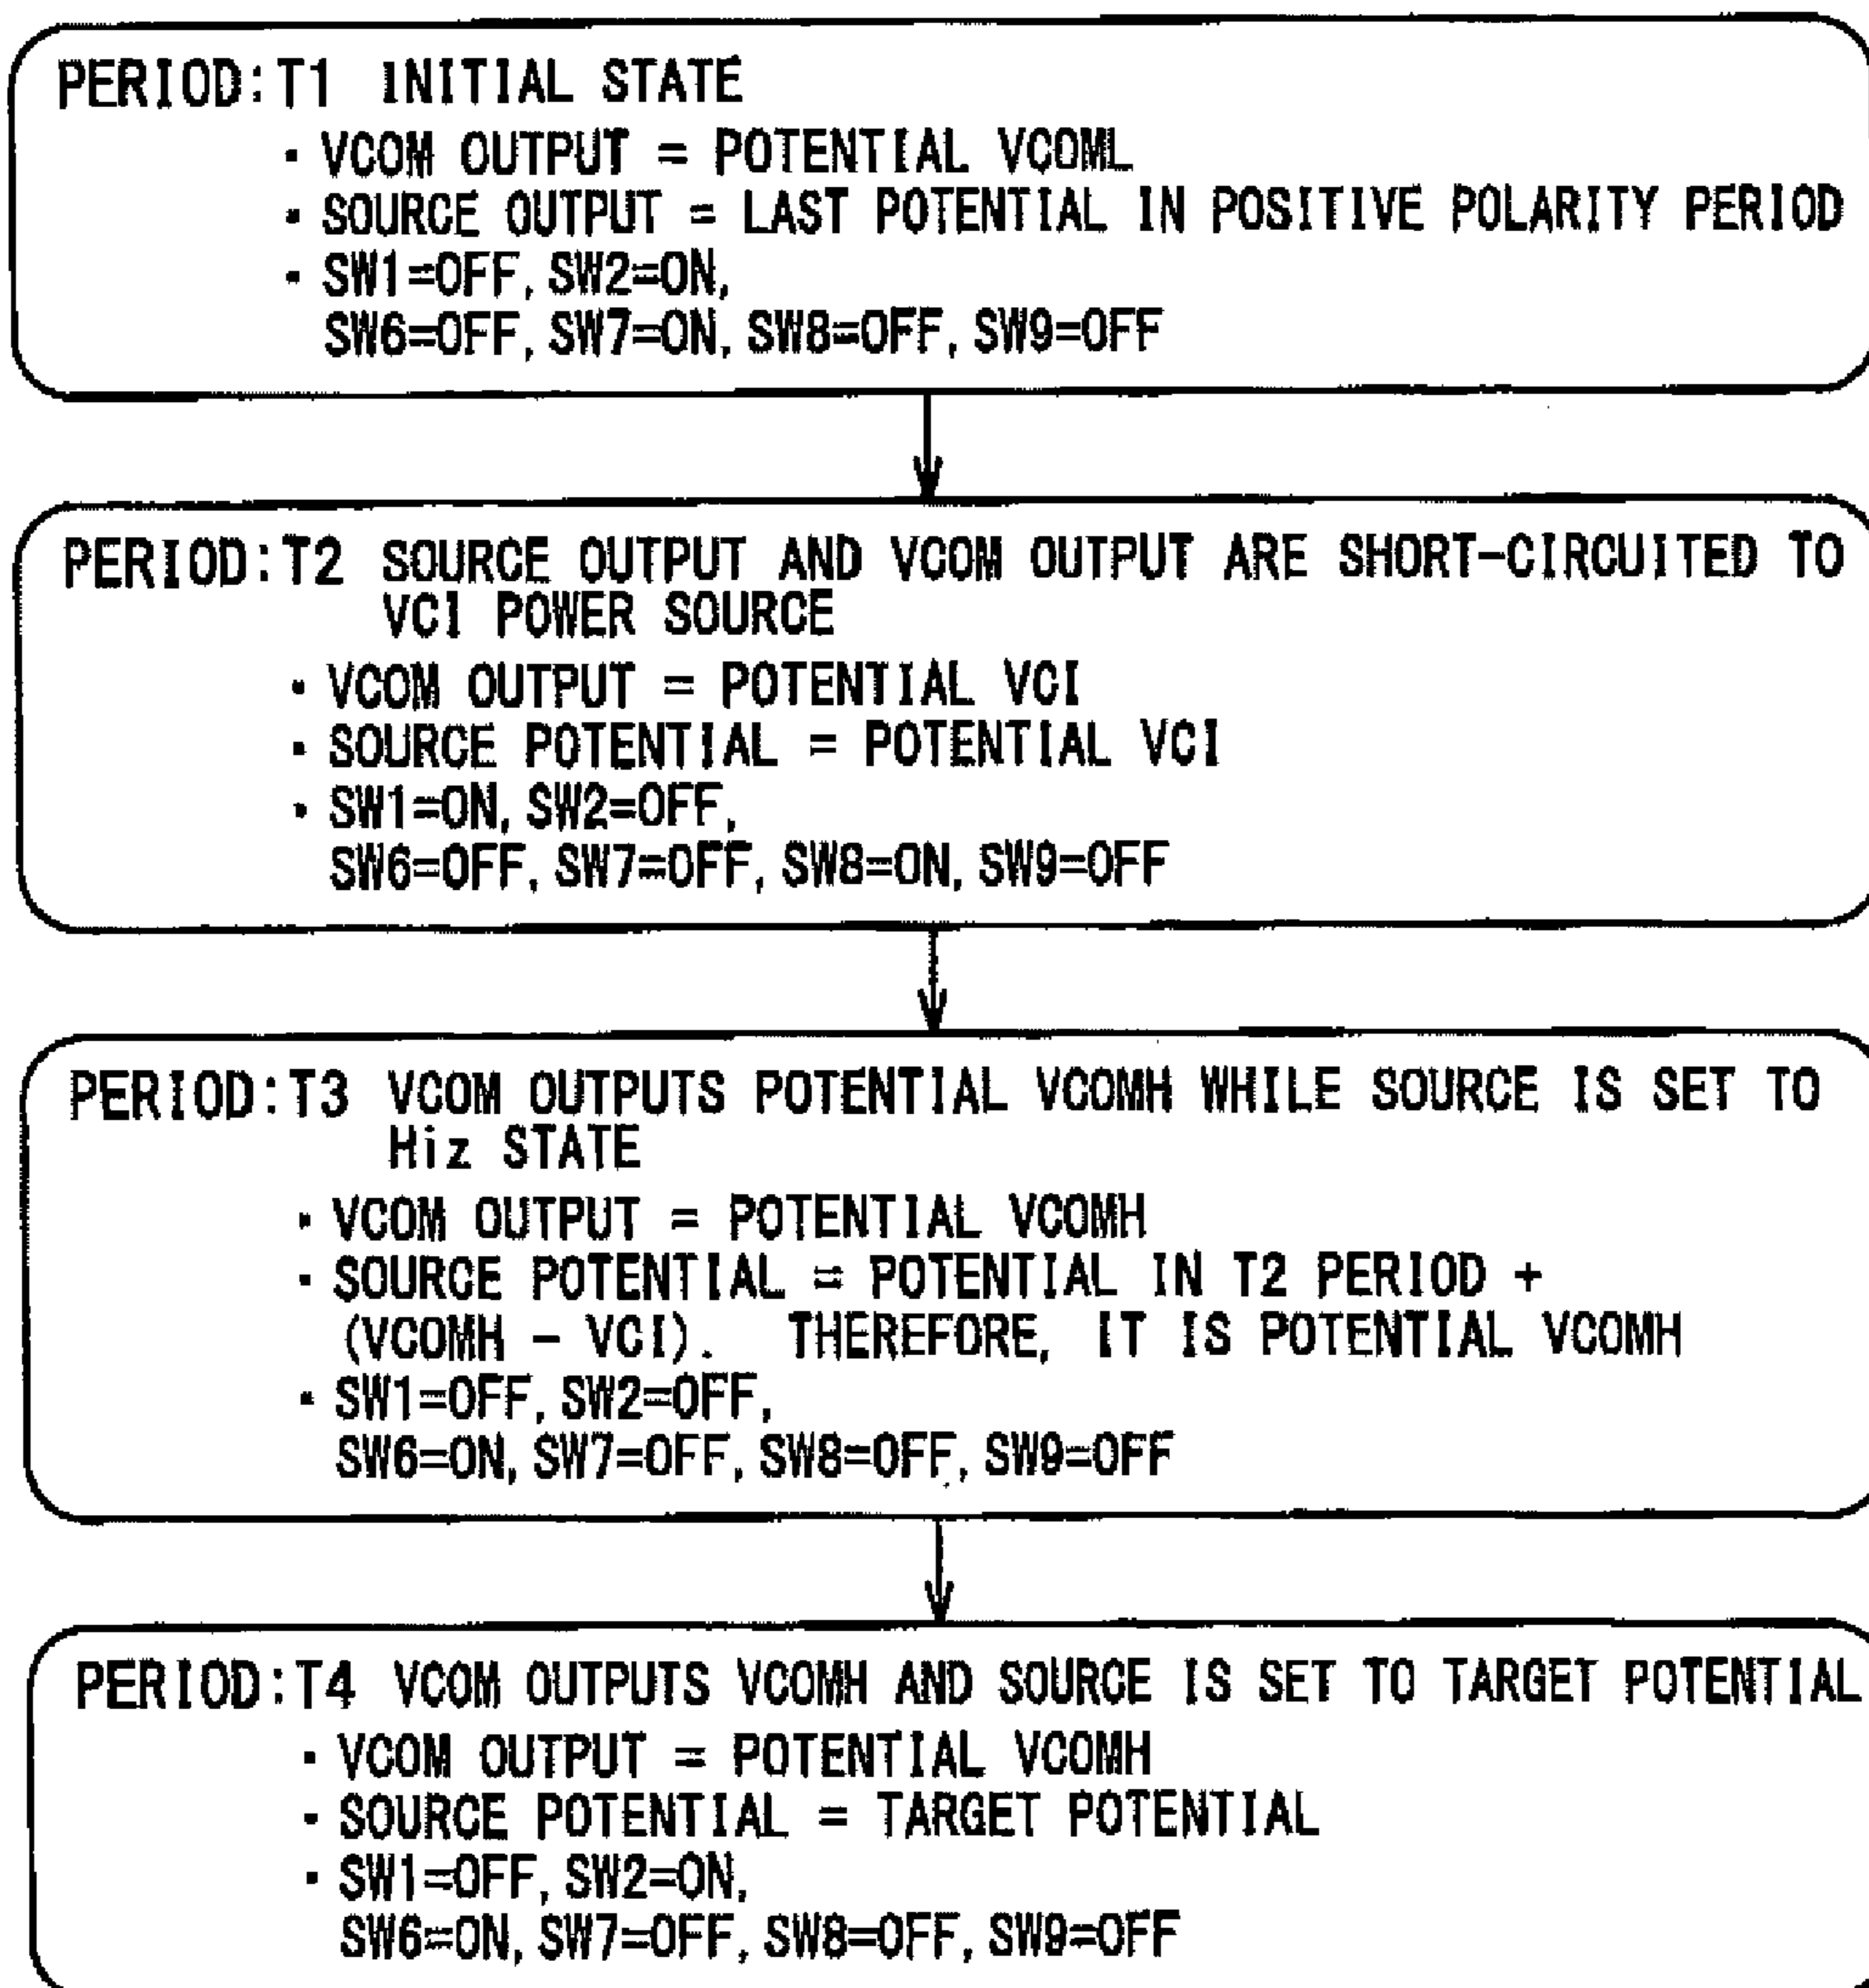 PERIOD:T1 INITIAL STATE
· VCOM OUTPUT = POTENTIAL VCOML
· SOURCE OUTPUT = LAST POTENTIAL IN POSITIVE POLARITY PERIOD
· SW1=OFF, SW2=ON,
SW6=OFF, SW7=ON, SW8=OFF, SW9=OFF
PERIOD:T2 SOURCE OUTPUT AND VCOM OUTPUT ARE SHORT-CIRCUITED TO
VCI POWER SOURCE
· VCOM OUTPUT = POTENTIAL VCI
· SOURCE POTENTIAL = POTENTIAL VCI
· SW1=ON, SW2=OFF,
SW6=OFF, SW7=OFF, SW8=ON, SW9=OFF
PERIOD:T3 VCOM OUTPUTS POTENTIAL VCOMH WHILE SOURCE IS SET TO
Hiz STATE
· VCOM OUTPUT = POTENTIAL VCOMH
· SOURCE POTENTIAL = POTENTIAL IN T2 PERIOD +
(VCOMH - VCI). THEREFORE, IT IS POTENTIAL VCOMH
· SW1=OFF, SW2=OFF,
SW6=ON, SW7=OFF, SW8=OFF, SW9=OFF
PERIOD:T4 VCOM OUTPUTS VCOMH AND SOURCE IS SET TO TARGET POTENTIAL
· VCOM OUTPUT = POTENTIAL VCOMH
· SOURCE POTENTIAL = TARGET POTENTIAL
· SW1=OFF, SW2=ON,
SW6=ON, SW7=OFF, SW8=OFF, SW9=OFF